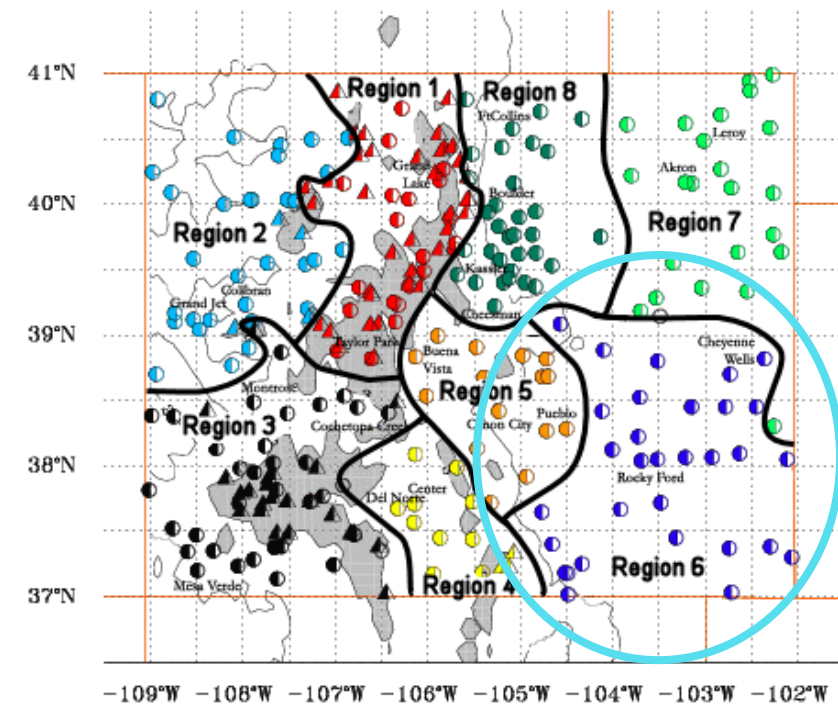 41°N
Region 1
Region 8
FtCollins
Leroy
Grand
Lake
Akron
40°N
Boulder
Region 7
Region 2
Kassler
Collbran
Grand Jct
39°N
Cheesman
Taylor Park
Buena
Vista
Cheyenne
Wells
Montrose
Region 5
Region 3
Cochetopa Creek
Canon City
Pueblo
38°N
Rocky Ford
Del Norte
Center
Mesa Verde
Region 4
Region 6
37°N
-109°W -108°W -107°W -106°W -105°W -104°W -103°W -102°W